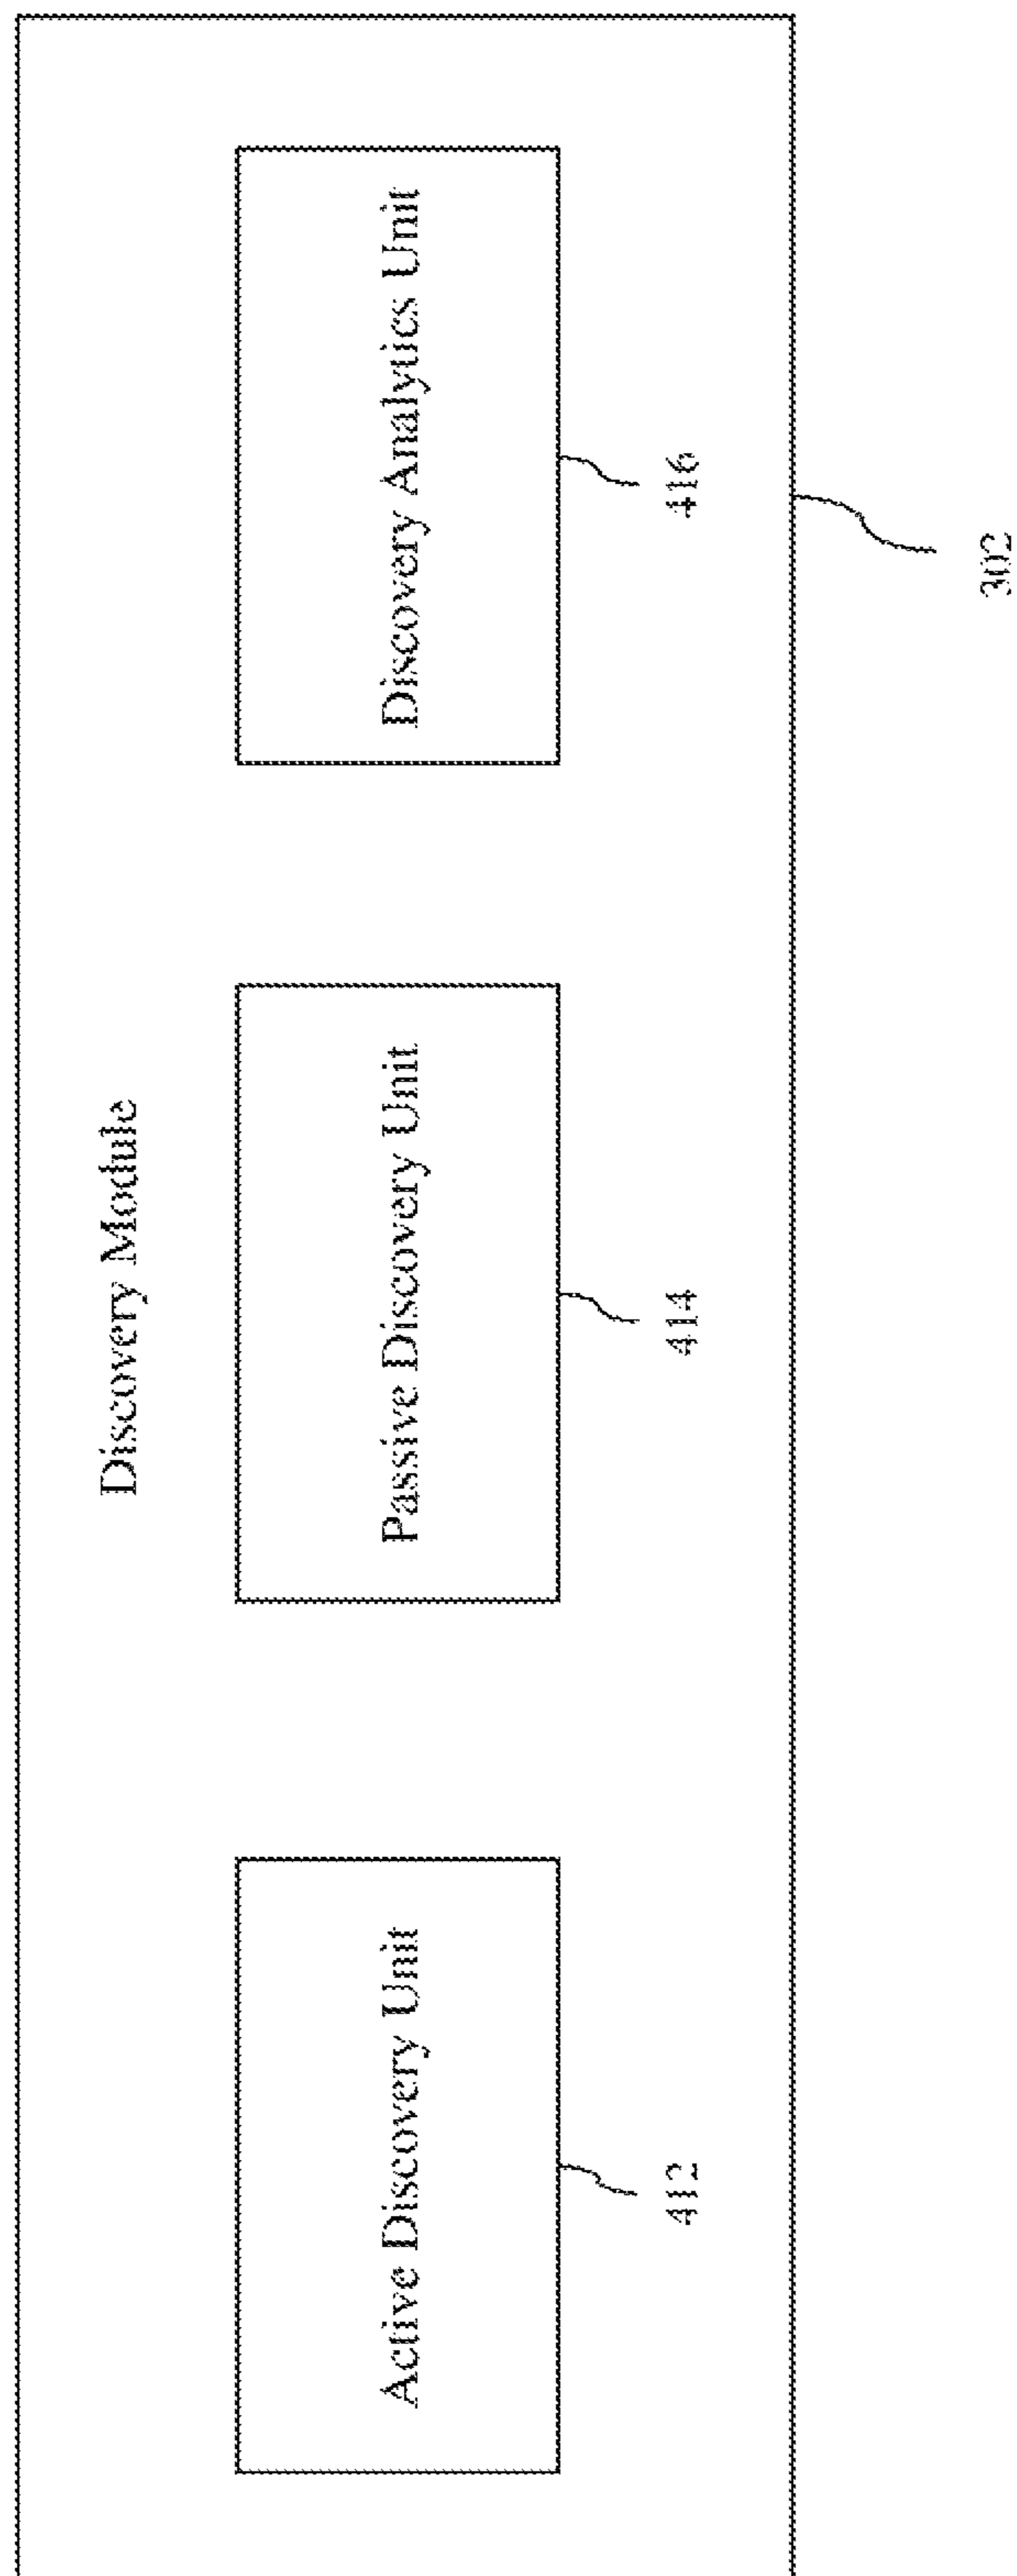 Discovery Module
Active Discovery Unit
Passive Discovery Unit
Discovery Analytics Unit
412
414
416
302